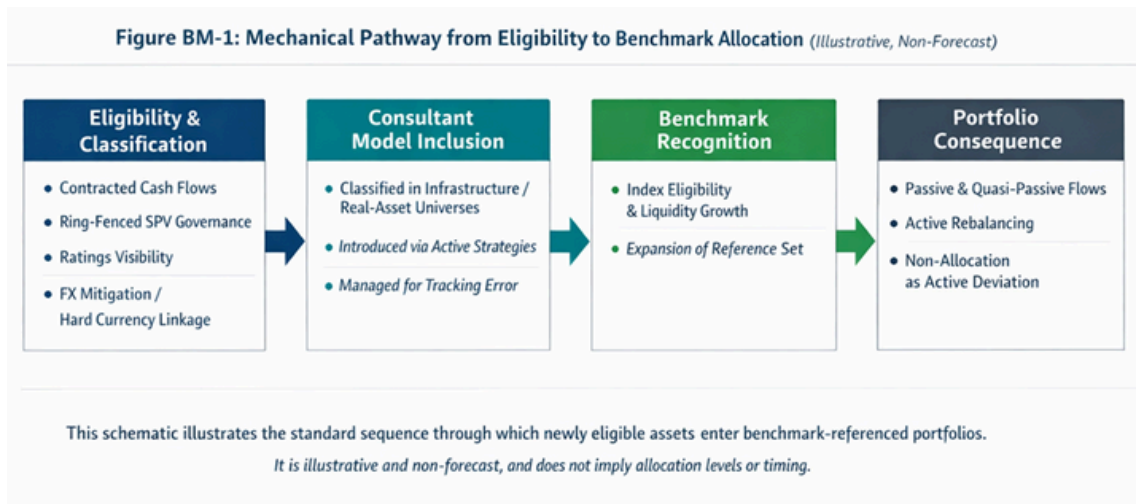 Figure BM-1: Mechanical Pathway from Eligibility to Benchmark Allocation (Illustrative, Non-Forecast)
Eligibility &
Classification
• Contracted Cash Flows
• Ring-Fenced SPV Governance
• Ratings Visibility
• FX Mitigation /
Hard Currency Linkage
Consultant
Model Inclusion
• Classified in Infrastructure /
Real-Asset Universes
• Introduced via Active Strategies
• Managed for Tracking Error
Benchmark
Recognition
• Index Eligibility
& Liquidity Growth
• Expansion of Reference Set
Portfolio
Consequence
• Passive & Quasi-Passive Flows
• Active Rebalancing
• Non-Allocation
as Active Deviation
This schematic illustrates the standard sequence through which newly eligible assets enter benchmark-referenced portfolios.
It is illustrative and non-forecast, and does not imply allocation levels or timing.